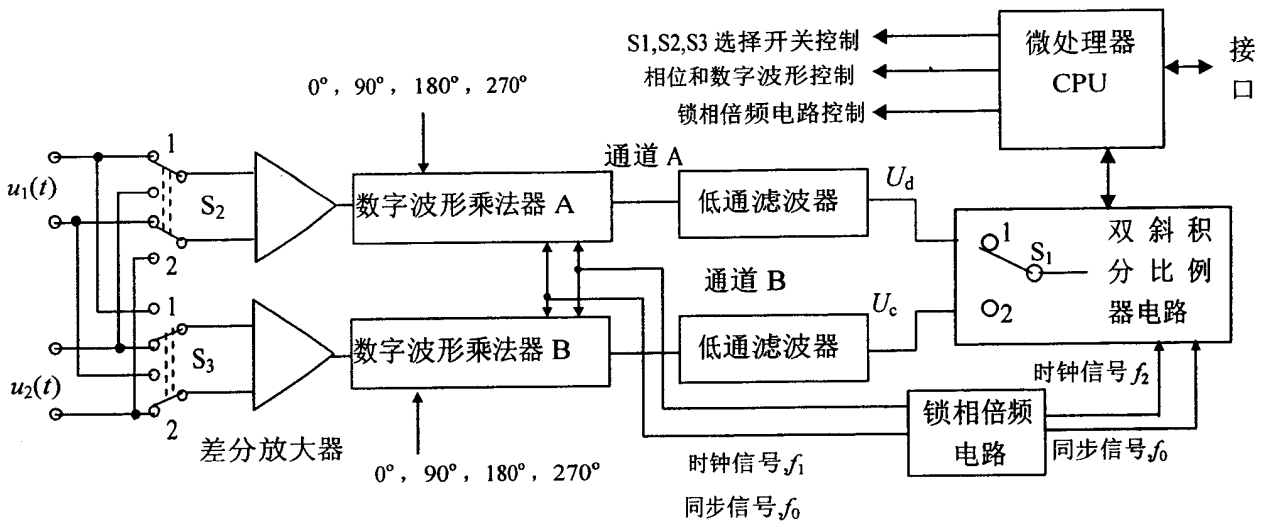 S1,S2,S3 选择开关控制
相位和数字波形控制
锁相倍频电路控制
微处理器
CPU
接
口
0°，90°，180°，270°
1
u₁(t)
S₂
2
数字波形乘法器 A
通道 A
低通滤波器
U_d
1
S₁
2
双 斜 积
分 比 例
器电路
1
u₂(t)
S₃
2
差分放大器
数字波形乘法器 B
通道 B
低通滤波器
U_c
0°，90°，180°，270°
时钟信号,f₁
同步信号,f₀
锁相倍频
电路
时钟信号 f₂
同步信号,f₀